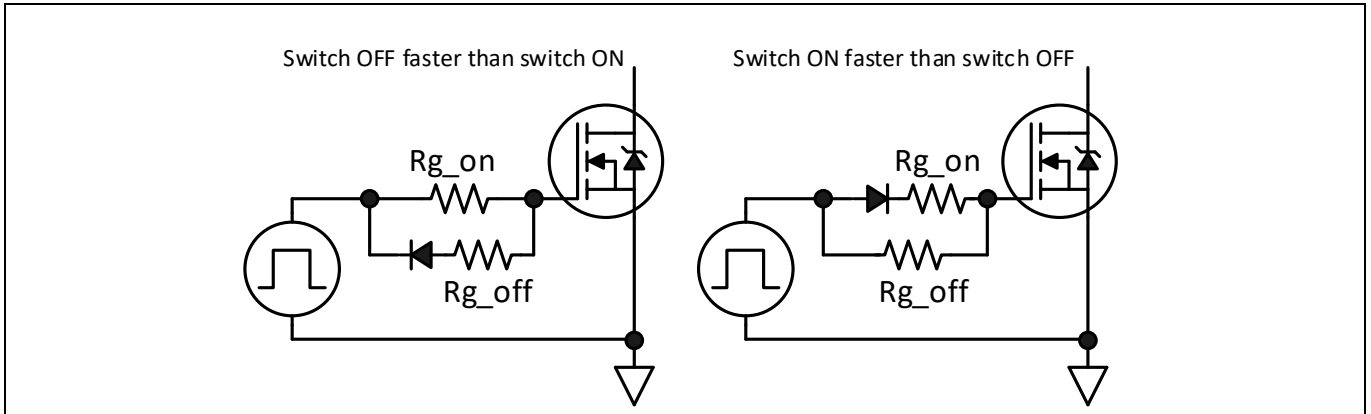 Switch OFF faster than switch ON
Rg_on
Rg_off
Switch ON faster than switch OFF
Rg_on
Rg_off